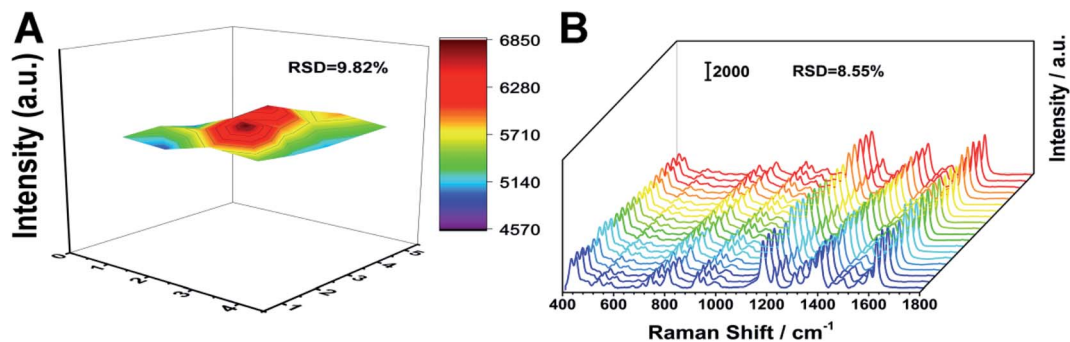 A
RSD=9.82%
Intensity (a.u.)
6850
6280
5710
5140
4570
0
1
2
3
4
1
2
3
4
5
B
2000 RSD=8.55%
Intensity / a.u.
400 600 800 1000 1200 1400 1600 1800
Raman Shift / cm⁻¹